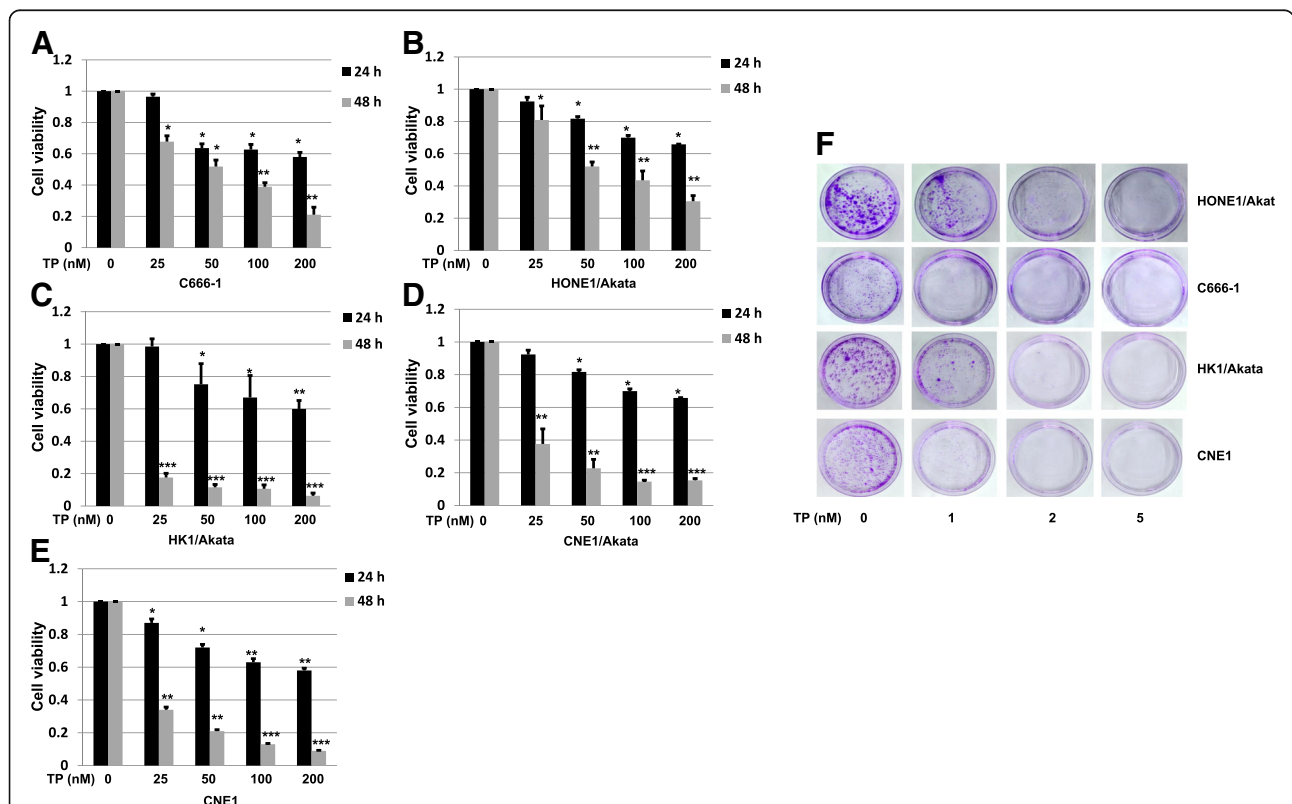 A
1.2
1
0.8
0.6
0.4
0.2
0
Cell viability
24 h
48 h
*
*
*
*
*
**
**
TP (nM) 0 25 50 100 200
C666-1
B
1.2
1
0.8
0.6
0.4
0.2
0
Cell viability
24 h
48 h
*
*
**
*
**
*
**
TP (nM) 0 25 50 100 200
HONE1/Akata
C
1.2
1
0.8
0.6
0.4
0.2
0
Cell viability
24 h
48 h
***
*
***
*
***
**
***
TP (nM) 0 25 50 100 200
HK1/Akata
D
1.2
1
0.8
0.6
0.4
0.2
0
Cell viability
24 h
48 h
**
*
**
*
***
*
***
TP (nM) 0 25 50 100 200
CNE1/Akata
E
1.2
1
0.8
0.6
0.4
0.2
0
Cell viability
24 h
48 h
*
**
*
**
**
***
**
***
TP (nM) 0 25 50 100 200
CNE1
F
HONE1/Akat
C666-1
HK1/Akata
CNE1
TP (nM) 0 1 2 5